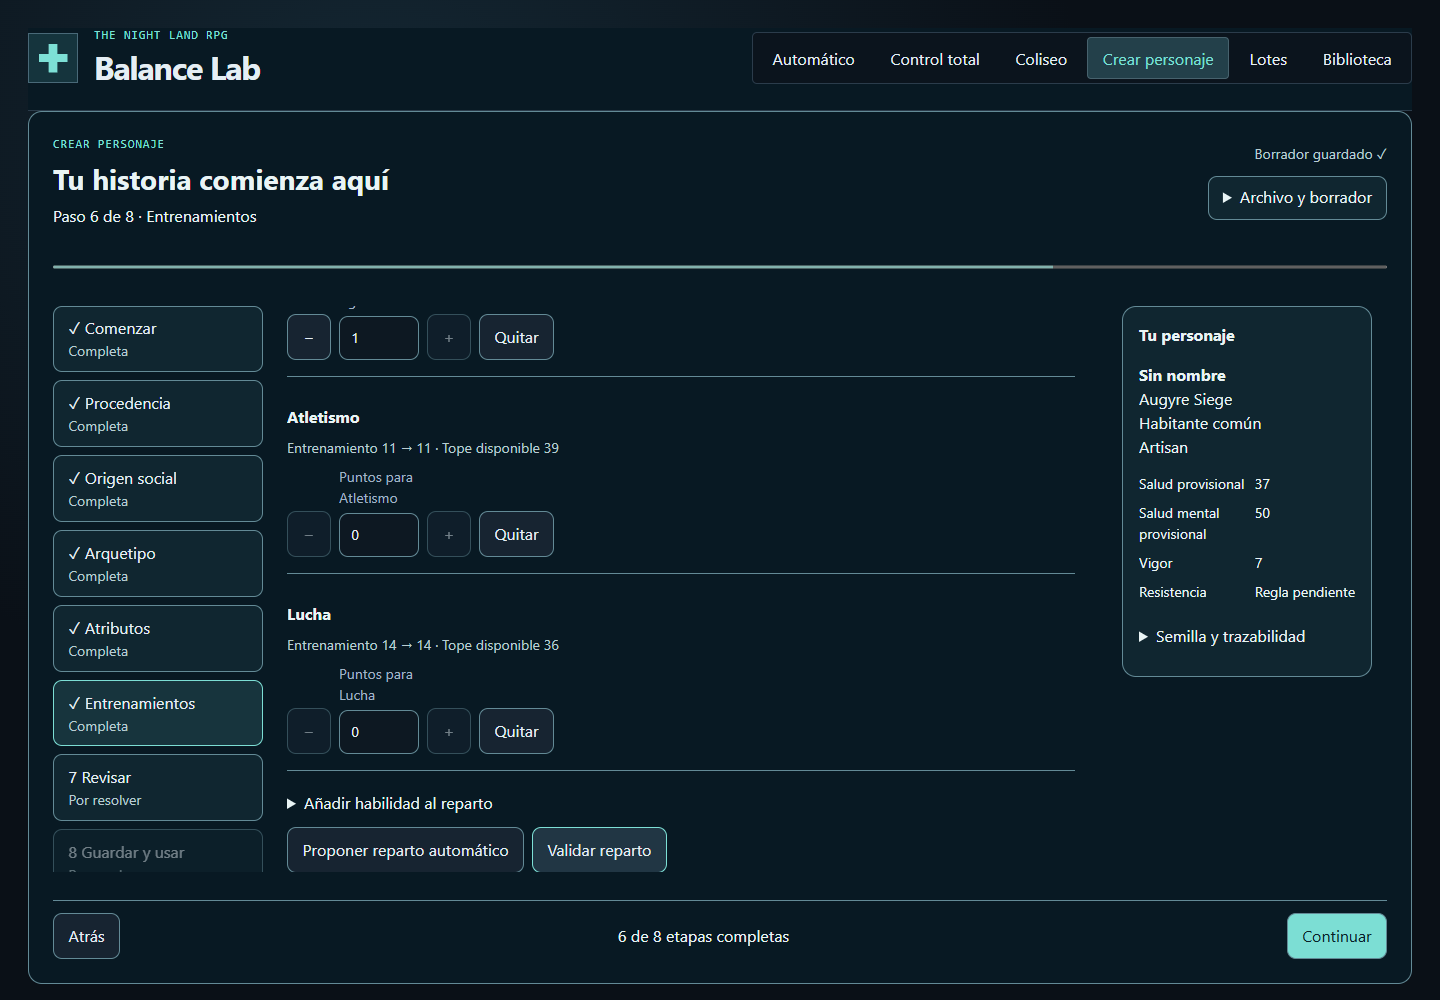 THE NIGHT LAND RPG
Balance Lab
Automático
Control total
Coliseo
Crear personaje
Lotes
Biblioteca
CREAR PERSONAJE
Tu historia comienza aquí
Paso 6 de 8 · Entrenamientos
Borrador guardado ✓
▶ Archivo y borrador
✓ Comenzar
Completa
✓ Procedencia
Completa
✓ Origen social
Completa
✓ Arquetipo
Completa
✓ Atributos
Completa
✓ Entrenamientos
Completa
7 Revisar
Por resolver
8 Guardar y usar
− 1 + Quitar
Atletismo
Entrenamiento 11 → 11 · Tope disponible 39
Puntos para
Atletismo
− 0 + Quitar
Lucha
Entrenamiento 14 → 14 · Tope disponible 36
Puntos para
Lucha
− 0 + Quitar
▶ Añadir habilidad al reparto
Proponer reparto automático
Validar reparto
Tu personaje
Sin nombre
Augyre Siege
Habitante común
Artisan
Salud provisional 37
Salud mental provisional 50
Vigor 7
Resistencia Regla pendiente
▶ Semilla y trazabilidad
Atrás
6 de 8 etapas completas
Continuar